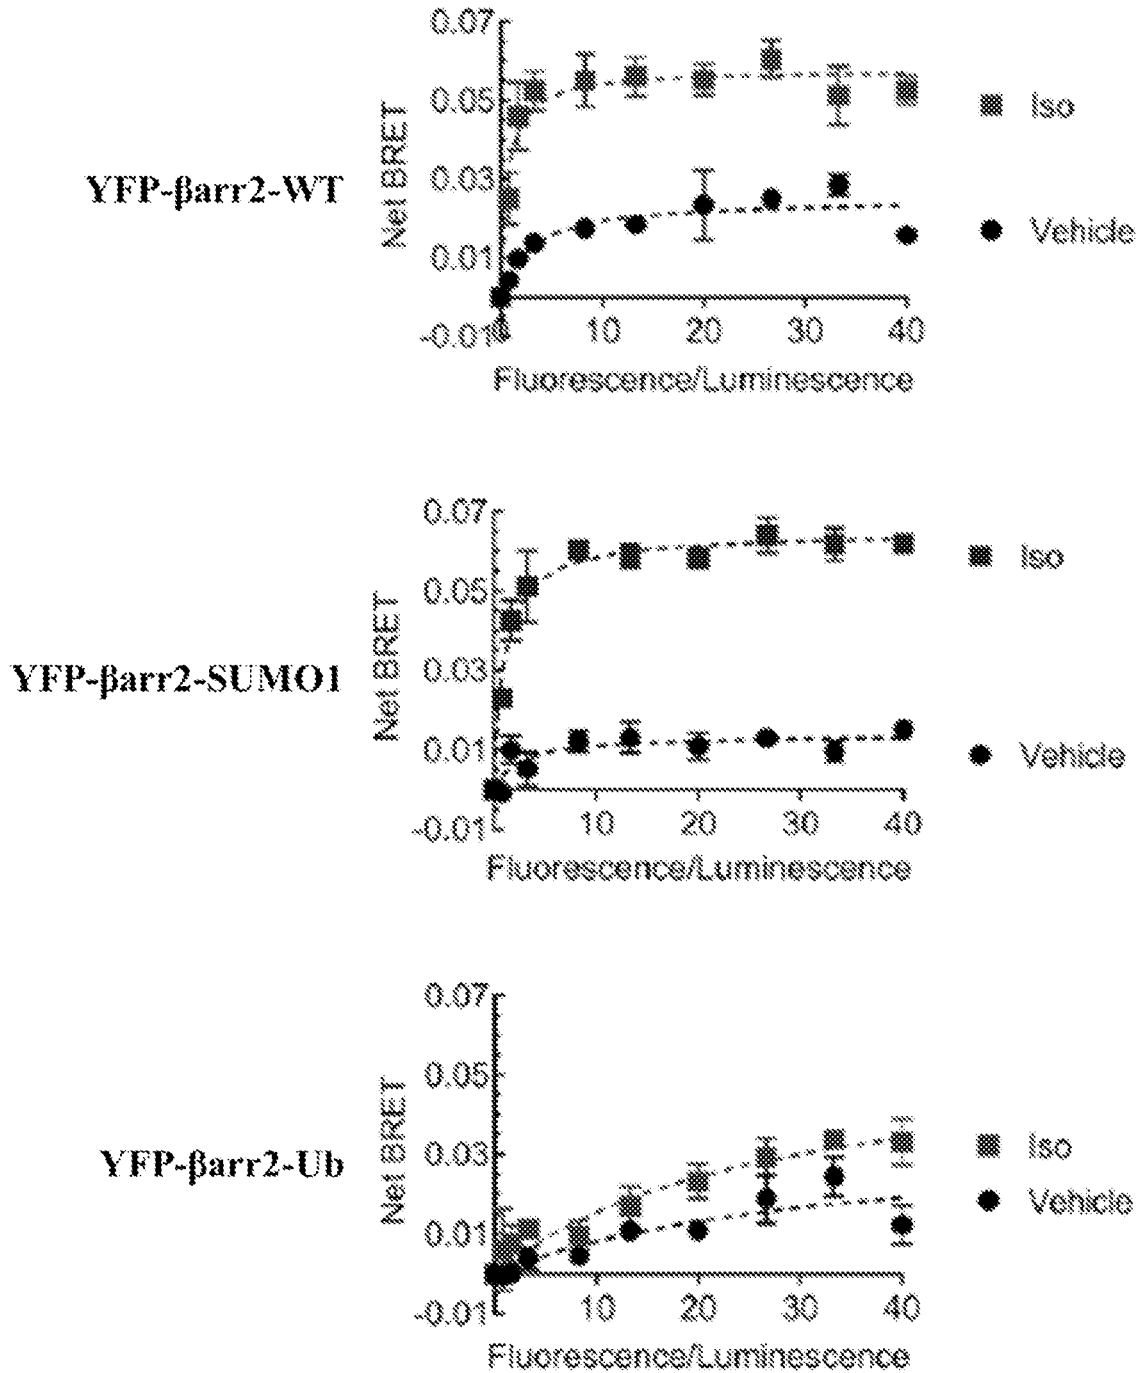 0.07
0.05
0.03
0.01
-0.01
Net BRET
YFP-βarr2-WT
Iso
Vehicle
10 20 30 40
Fluorescence/Luminescence
0.07
0.05
0.03
0.01
-0.01
Net BRET
YFP-βarr2-SUMO1
Iso
Vehicle
10 20 30 40
Fluorescence/Luminescence
0.07
0.05
0.03
0.01
-0.01
Net BRET
YFP-βarr2-Ub
Iso
Vehicle
10 20 30 40
Fluorescence/Luminescence